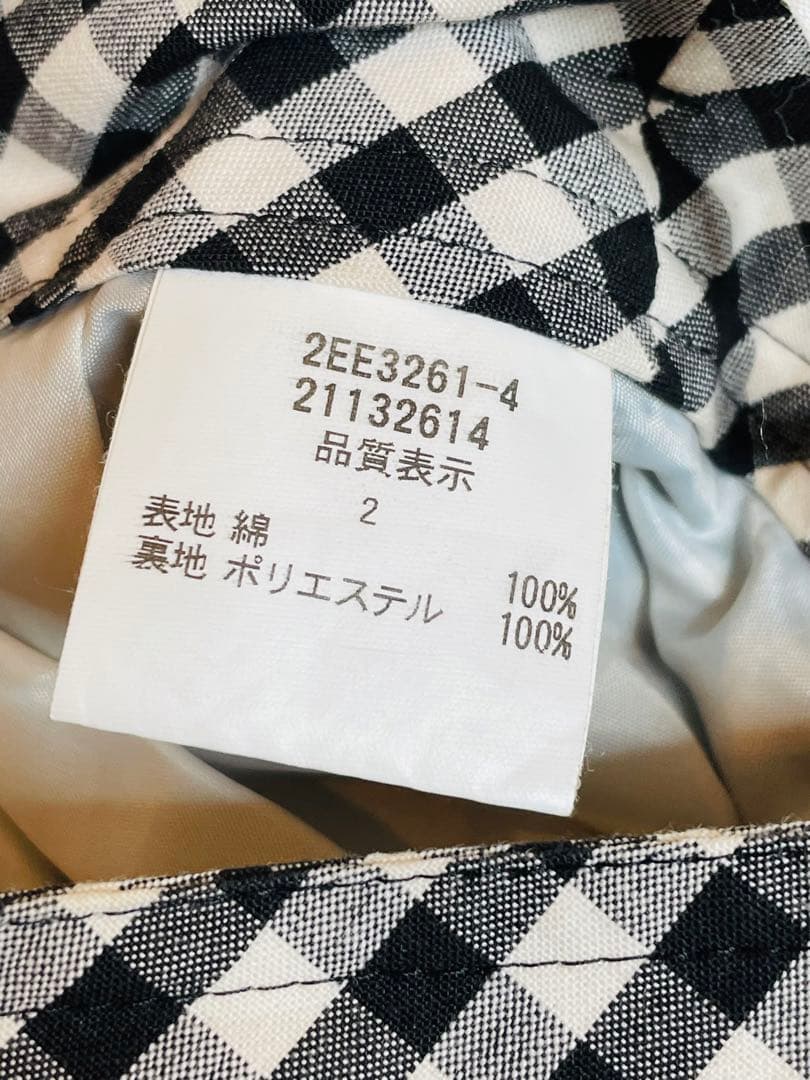 2EE3261-4
21132614
品質表示
2
表地 綿 100%
裏地 ポリエステル 100%